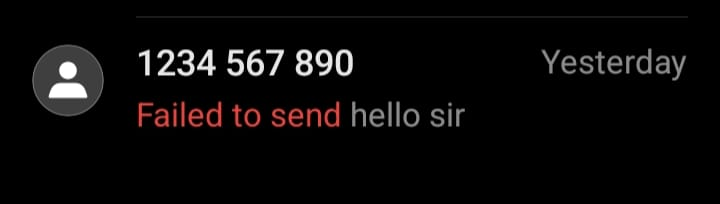 1234 567 890 Yesterday
Failed to send hello sir